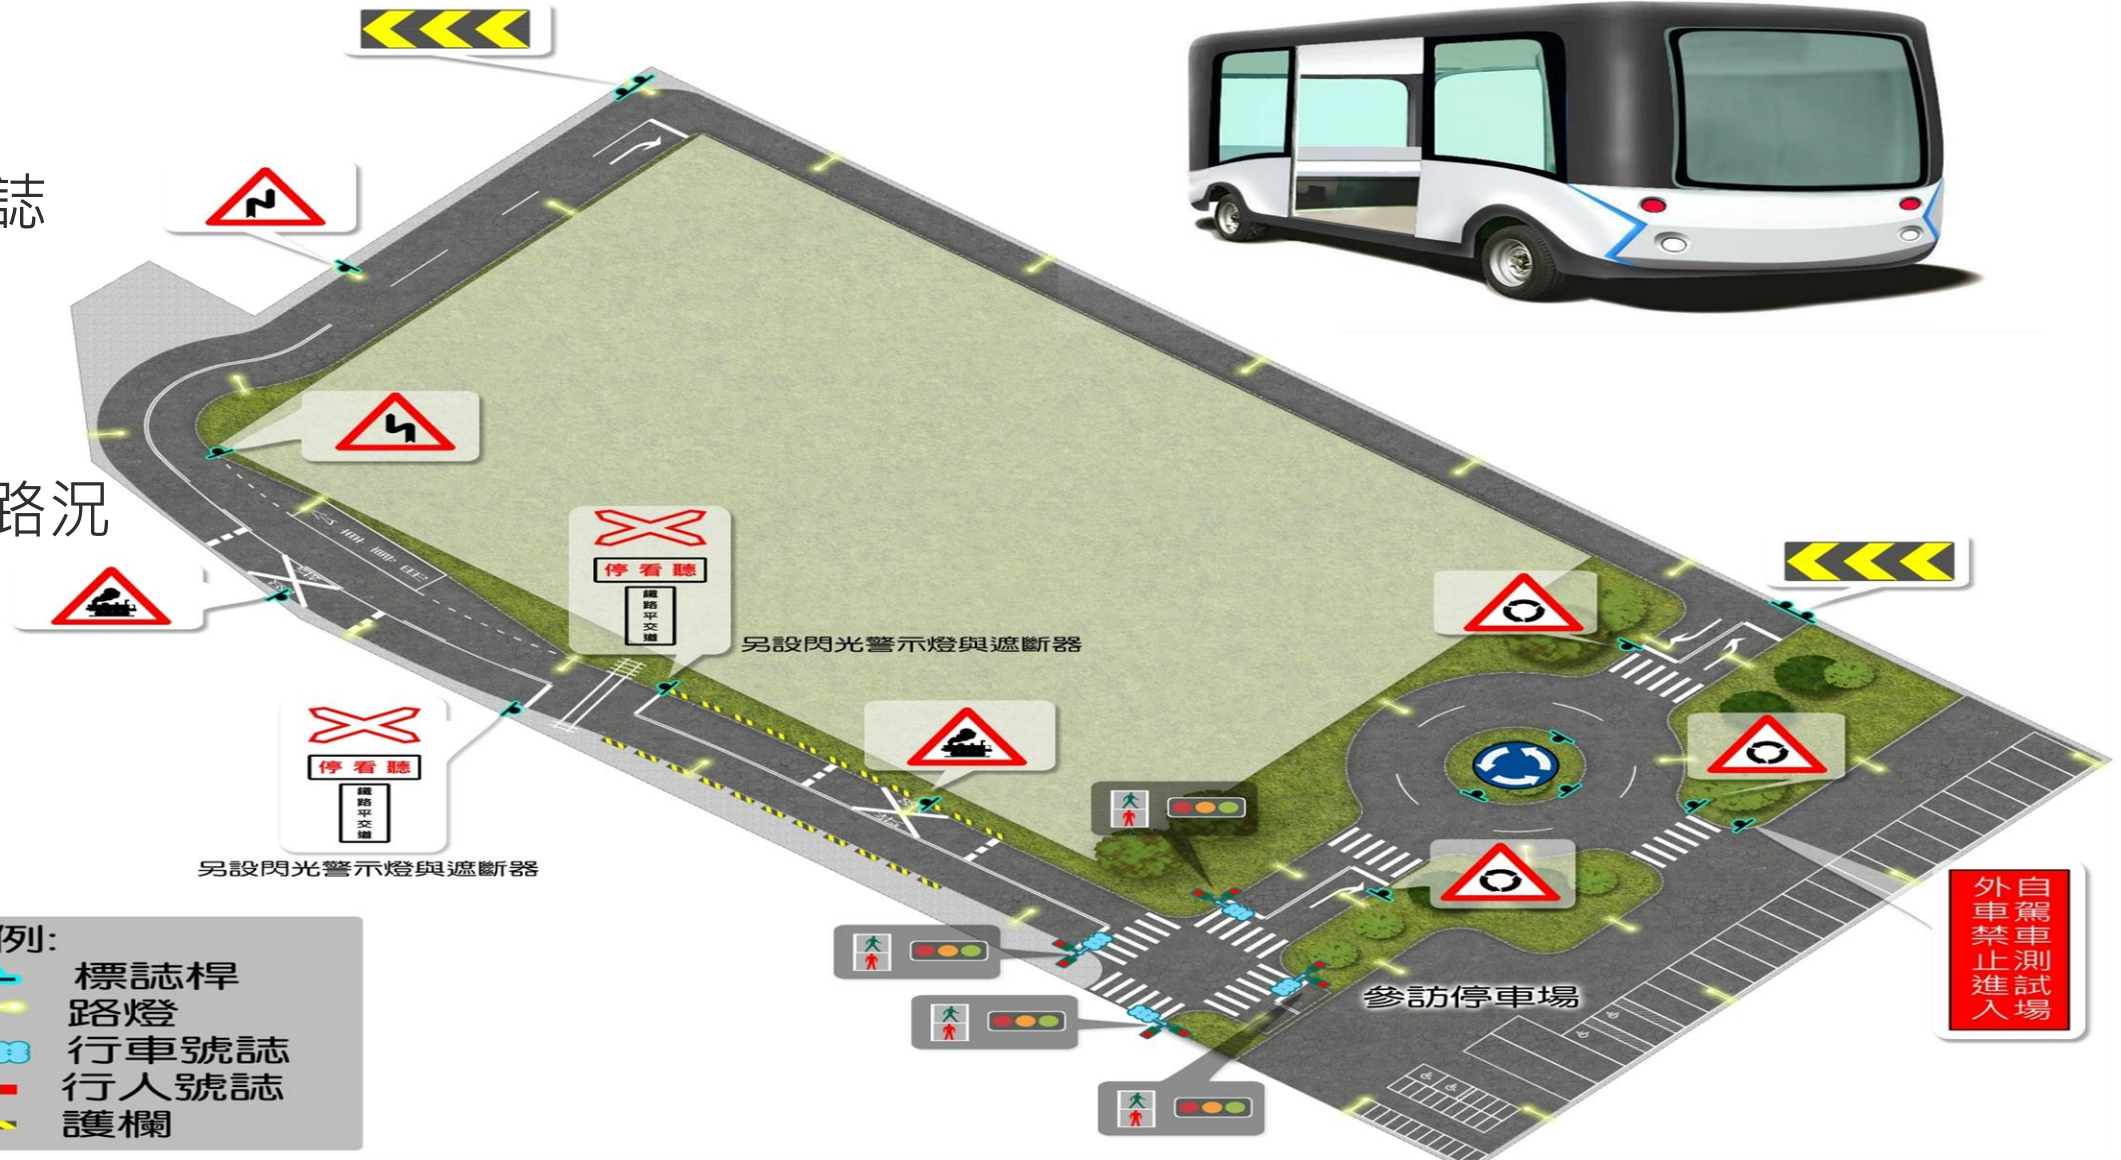 誌
路況
停看聽
鐵路平交道
另設閃光警示燈與遮斷器
停看聽
鐵路平交道
另設閃光警示燈與遮斷器
自駕車測試場
外車禁止進入
參訪停車場
例:
標誌桿
路燈
行車號誌
行人號誌
護欄